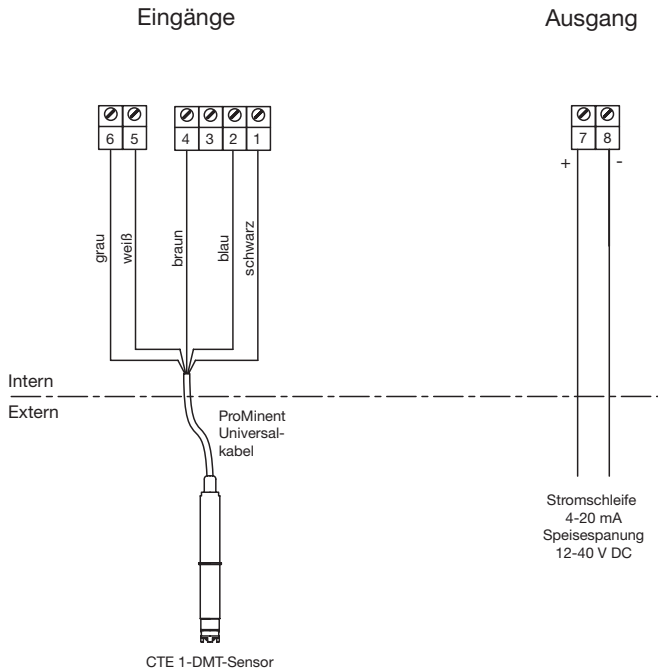 Eingänge
Ausgang
6 5 4 3 2 1
7 8
+ -
grau
weiß
braun
blau
schwarz
Intern
Extern
ProMinent
Universal-
kabel
Stromschleife
4-20 mA
Speisespanung
12-40 V DC
CTE 1-DMT-Sensor